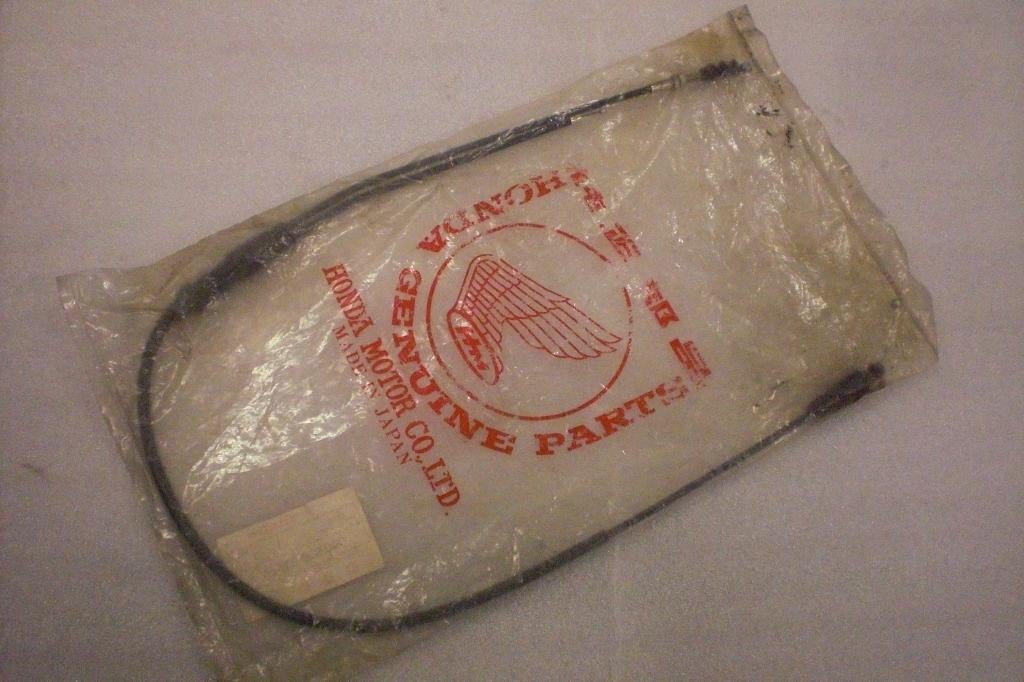 HONDA
GENUINE PARTS
HONDA MOTOR CO., LTD.
MADE IN JAPAN